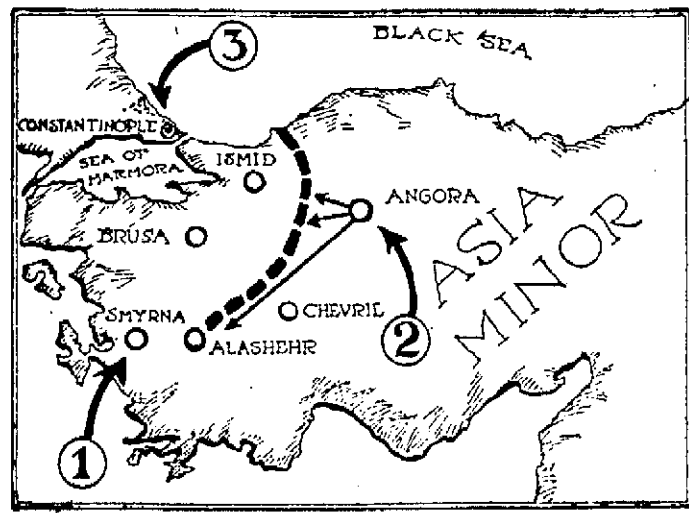 3
BLACK SEA
CONSTANTINOPLE
SEA OF
MARMORA
ISMID
ANGORA
BRUSA
ASIA
MINOR
SMYRNA
CHEVRIL
ALASHEHR
2
1